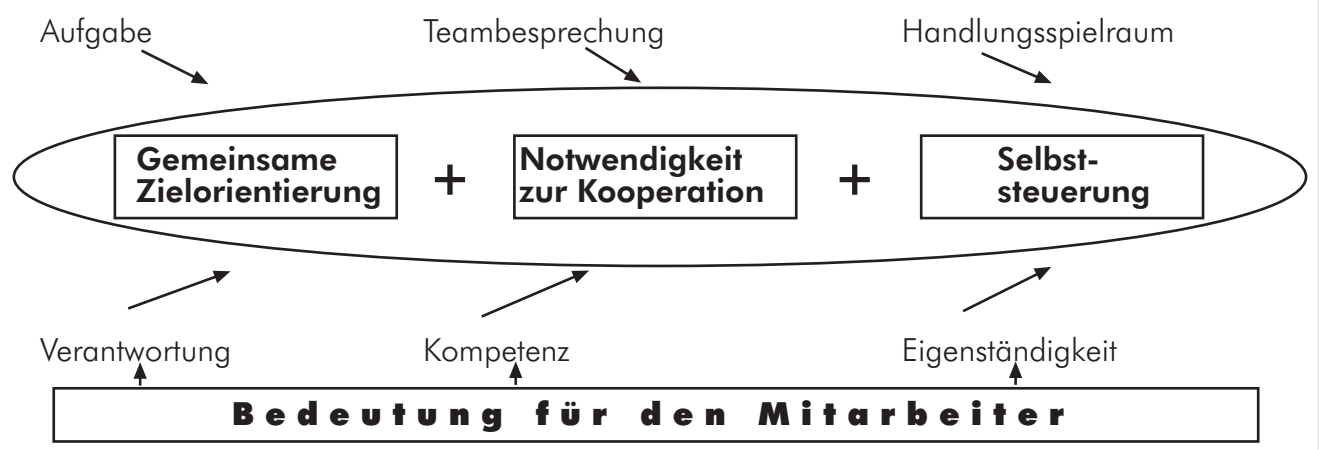 Aufgabe
Teambesprechung
Handlungsspielraum
Gemeinsame
Zielorientierung
+
Notwendigkeit
zur Kooperation
+
Selbst-
steuerung
Verantwortung
Kompetenz
Eigenständigkeit
Bedeutung für den Mitarbeiter